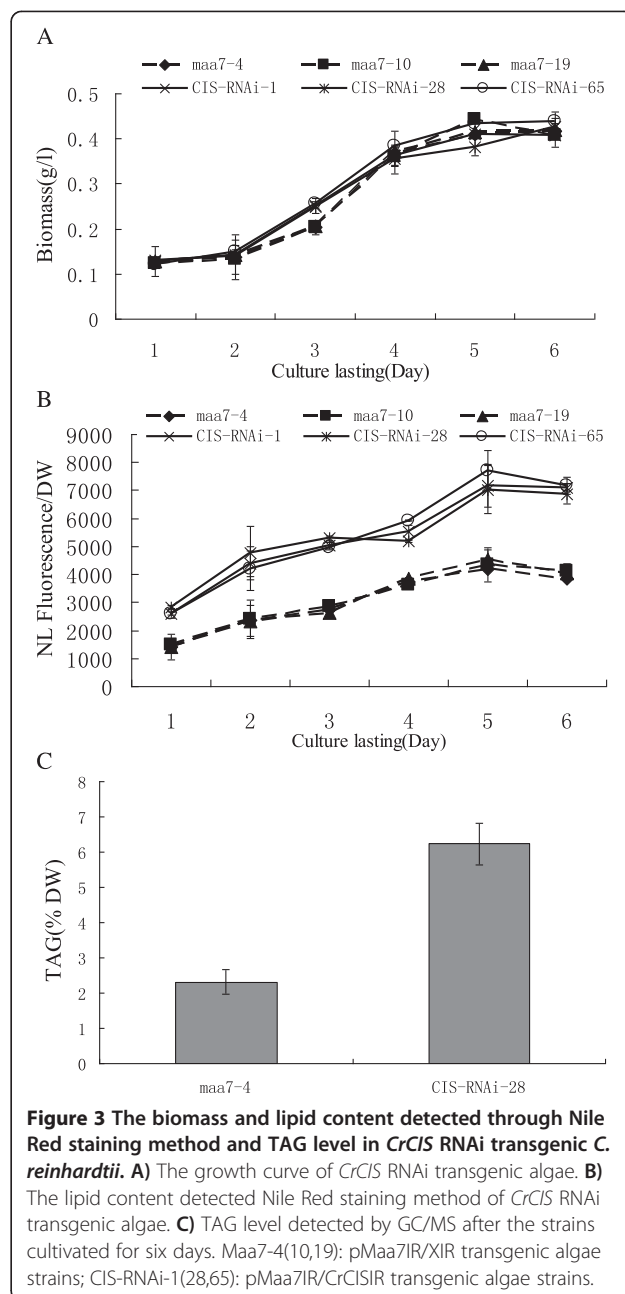 A
maa7-4 maa7-10 maa7-19
CIS-RNAi-1 CIS-RNAi-28 CIS-RNAi-65
0.5
0.4
0.3
0.2
0.1
0
Biomass(g/l)
1 2 3 4 5 6
Culture lasting(Day)
B
maa7-4 maa7-10 maa7-19
CIS-RNAi-1 CIS-RNAi-28 CIS-RNAi-65
9000
8000
7000
6000
5000
4000
3000
2000
1000
0
NL Fluorescence/DW
1 2 3 4 5 6
Culture lasting(Day)
C
8
7
6
5
4
3
2
1
0
TAG(% DW)
maa7-4 CIS-RNAi-28
Figure 3 The biomass and lipid content detected through Nile
Red staining method and TAG level in CrCIS RNAi transgenic C.
reinhardtii. A) The growth curve of CrCIS RNAi transgenic algae. B)
The lipid content detected Nile Red staining method of CrCIS RNAi
transgenic algae. C) TAG level detected by GC/MS after the strains
cultivated for six days. Maa7-4(10,19): pMaa7IR/XIR transgenic algae
strains; CIS-RNAi-1(28,65): pMaa7IR/CrCISIR transgenic algae strains.